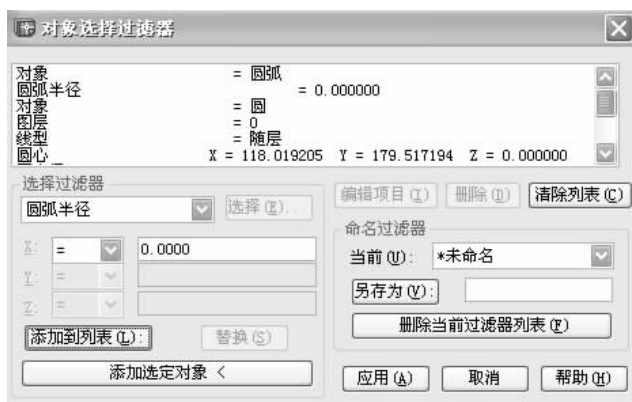 对象选择过滤器
对象 = 圆弧
圆弧半径 = 0.000000
对象 = 圆
图层 = 0
线型 = 随层
圆心 X = 118.019205 Y = 179.517194 Z = 0.000000
选择过滤器
圆弧半径 选择(E)...
X: = 0.0000
Y: =
Z: =
添加到列表(L): 替换(S)
添加选定对象 <
编辑项目(I) 删除(D) 清除列表(C)
命名过滤器
当前(U): *未命名
另存为(V):
删除当前过滤器列表(F)
应用(A) 取消 帮助(H)